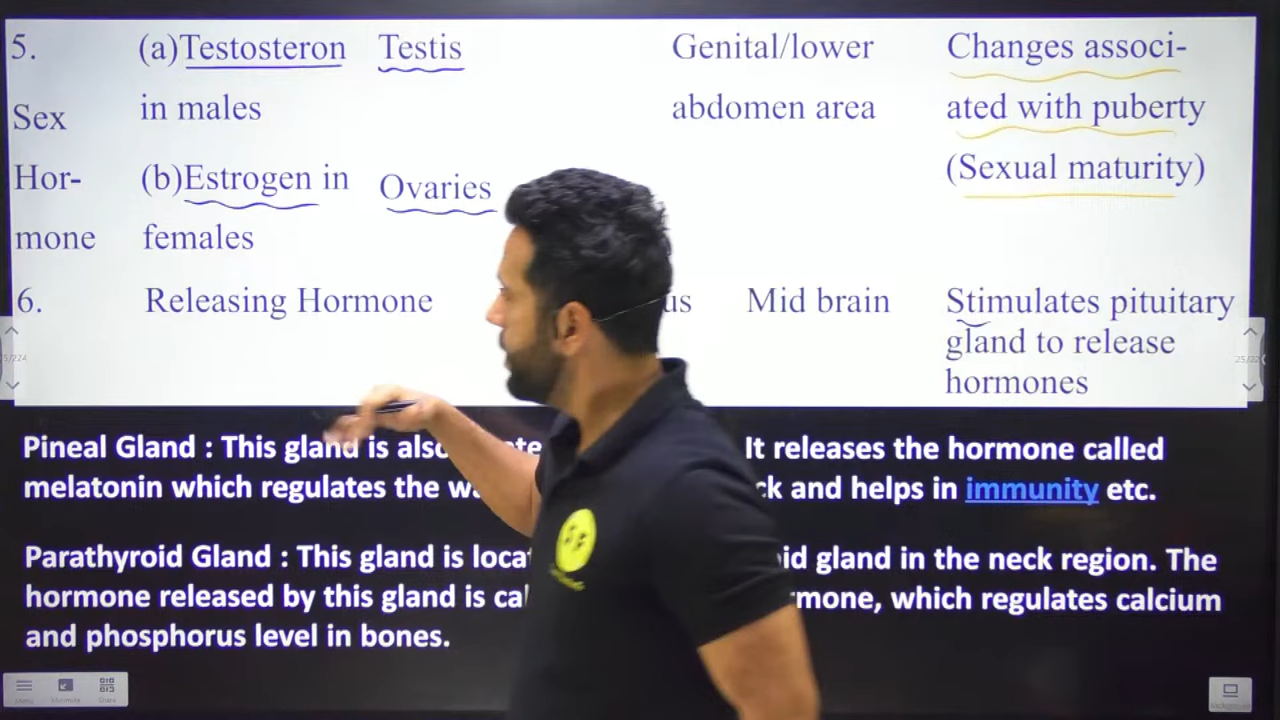 5. (a)Testosteron Testis Genital/lower Changes associ-
in males abdomen area ated with puberty
Sex
(Sexual maturity)
Hor- (b)Estrogen in Ovaries
mone females
6. Releasing Hormone us Mid brain Stimulates pituitary
gland to release
hormones
Pineal Gland : This gland is also It releases the hormone called
melatonin which regulates the and helps in immunity etc.
Parathyroid Gland : This gland is gland in the neck region. The
hormone released by this gland is which regulates calcium
and phosphorus level in bones.